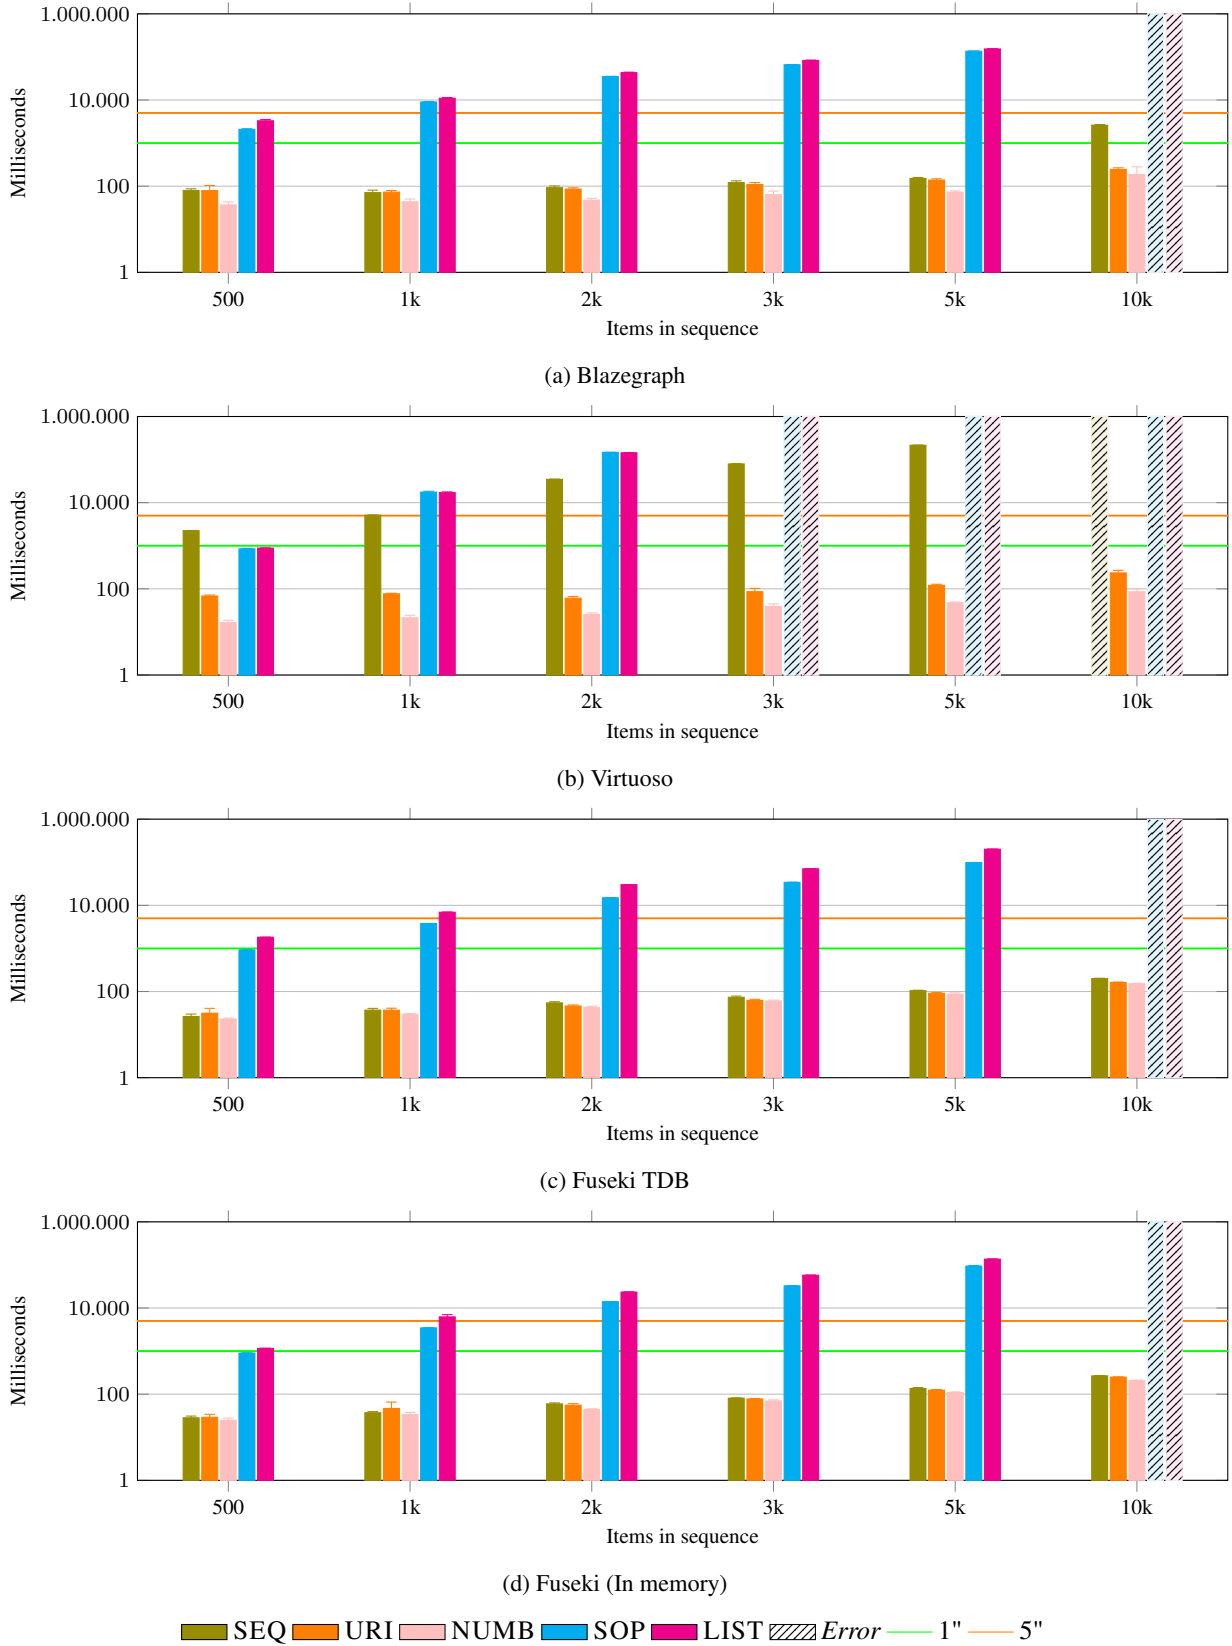 1.000.000
10.000
100
1
Milliseconds
500 1k 2k 3k 5k 10k
Items in sequence
(a) Blazegraph
1.000.000
10.000
100
1
Milliseconds
500 1k 2k 3k 5k 10k
Items in sequence
(b) Virtuoso
1.000.000
10.000
100
1
Milliseconds
500 1k 2k 3k 5k 10k
Items in sequence
(c) Fuseki TDB
1.000.000
10.000
100
1
Milliseconds
500 1k 2k 3k 5k 10k
Items in sequence
(d) Fuseki (In memory)
SEQ URI NUMB SOP LIST Error 1" 5"